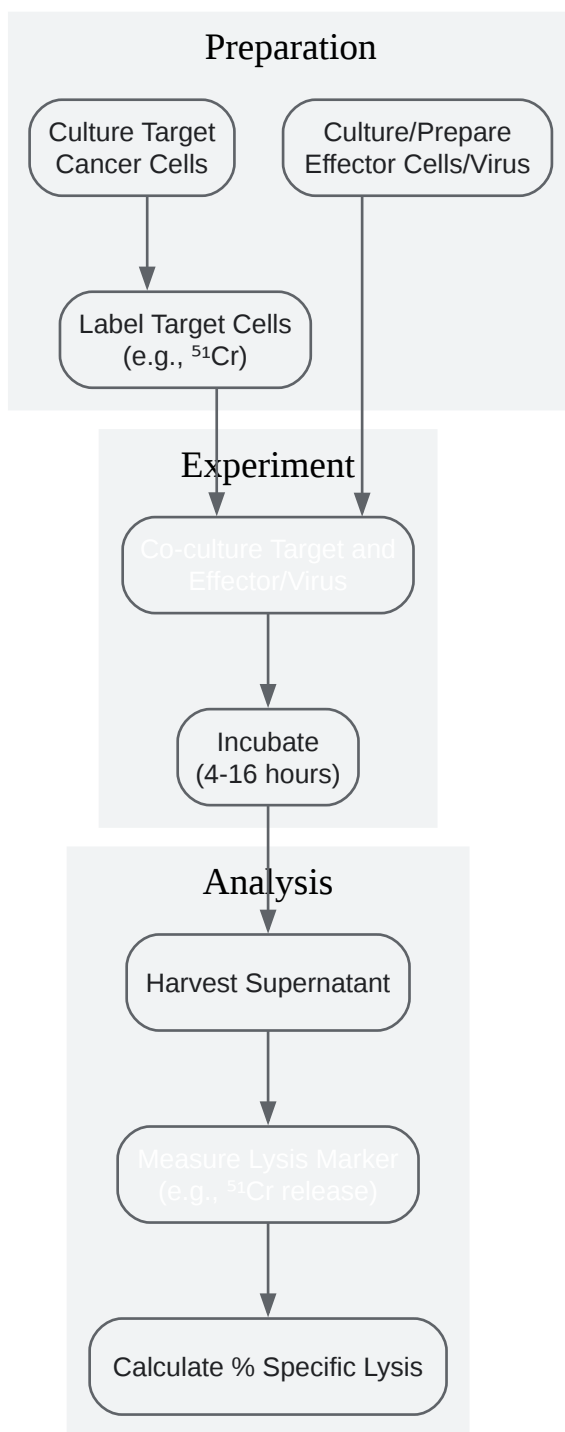 Preparation
Culture Target
Cancer Cells
Culture/Prepare
Effector Cells/Virus
Label Target Cells
(e.g., ⁵¹Cr)
Experiment
Co-culture Target and
Effector/Virus
Incubate
(4-16 hours)
Analysis
Harvest Supernatant
Measure Lysis Marker
(e.g., ⁵¹Cr release)
Calculate % Specific Lysis